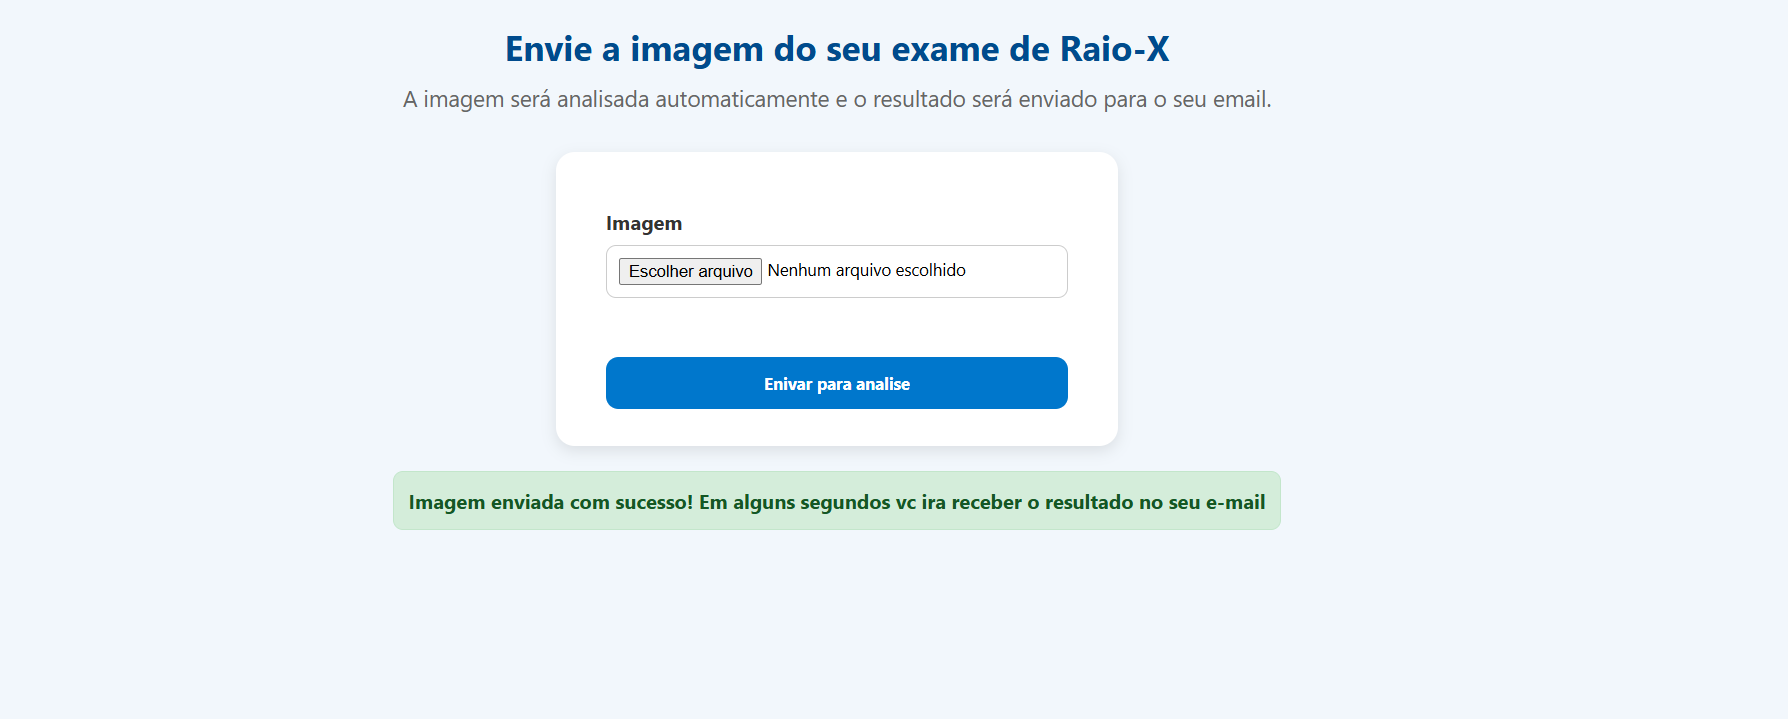 Envie a imagem do seu exame de Raio-X
A imagem será analisada automaticamente e o resultado será enviado para o seu email.
Imagem
Escolher arquivo Nenhum arquivo escolhido
Enivar para analise
Imagem enviada com sucesso! Em alguns segundos vc ira receber o resultado no seu e-mail